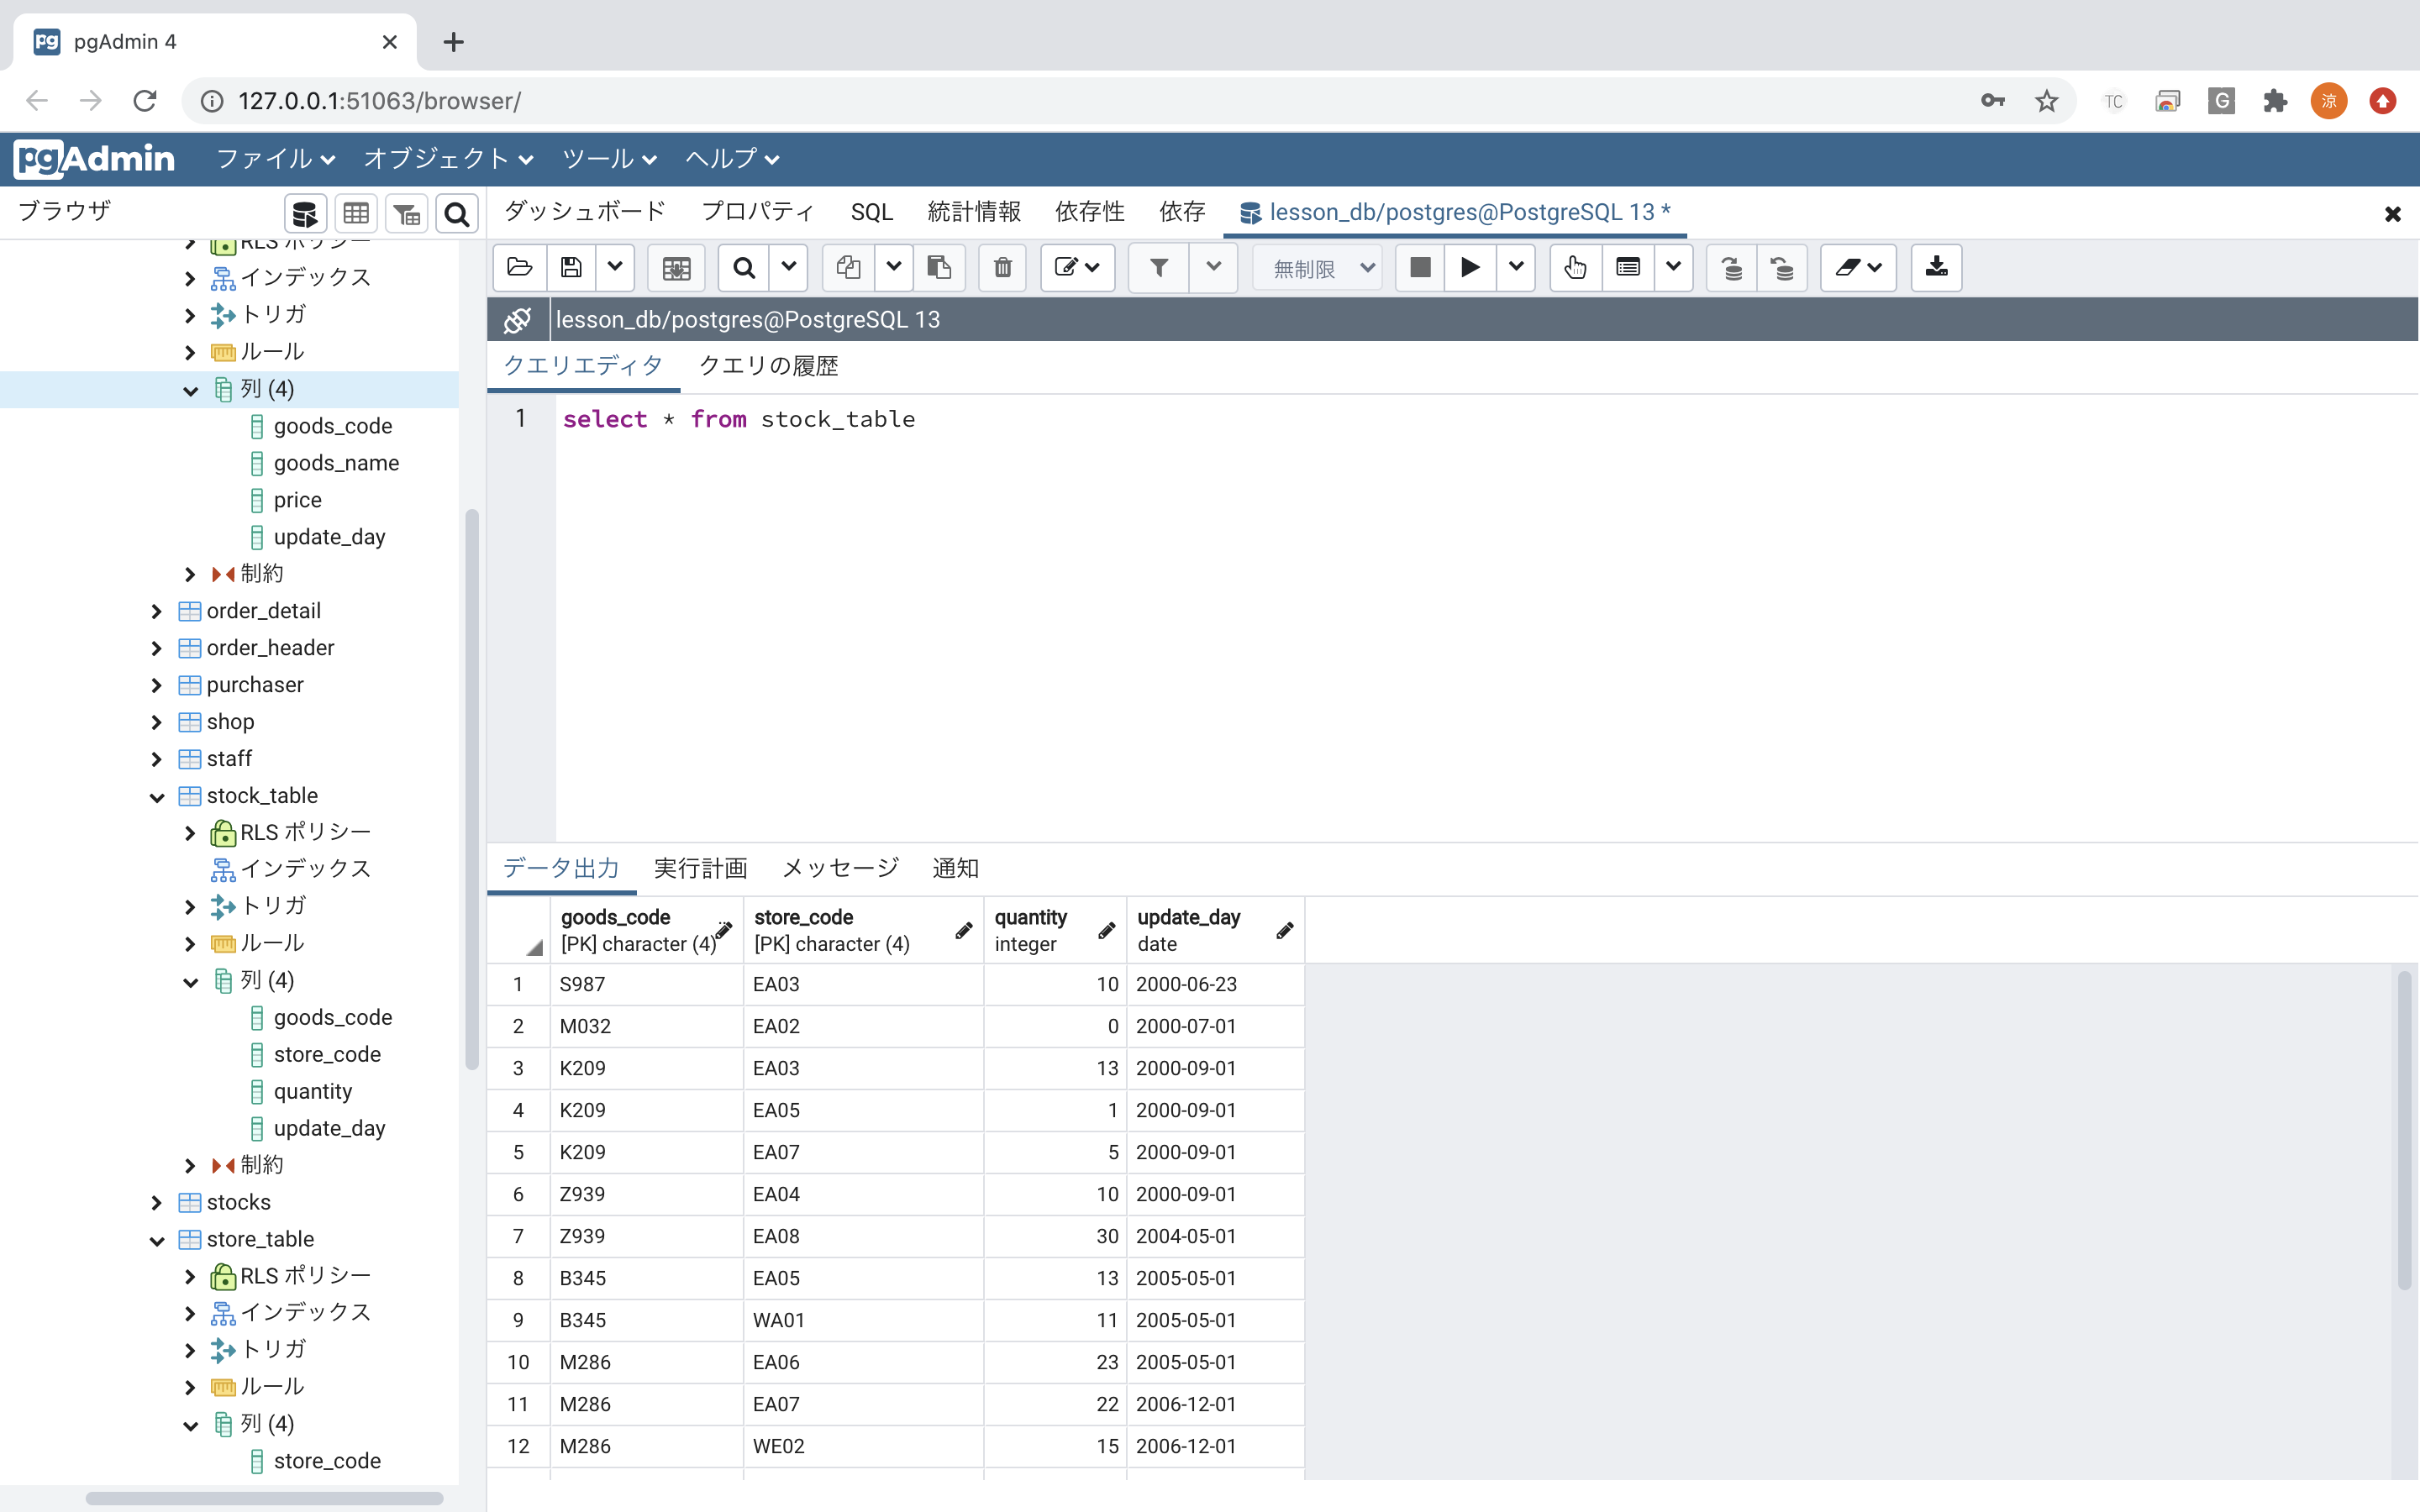 pgAdmin 4
127.0.0.1:51063/browser/
TC
G
涼
pgAdmin
ファイル
オブジェクト
ツール
ヘルプ
ブラウザ
ダッシュボード
プロパティ
SQL
統計情報
依存性
依存
lesson_db/postgres@PostgreSQL 13 *
RLS ポリシー
インデックス
トリガ
ルール
列 (4)
goods_code
goods_name
price
update_day
制約
order_detail
order_header
purchaser
shop
staff
stock_table
RLS ポリシー
インデックス
トリガ
ルール
列 (4)
goods_code
store_code
quantity
update_day
制約
stocks
store_table
RLS ポリシー
インデックス
トリガ
ルール
列 (4)
store_code
無制限
lesson_db/postgres@PostgreSQL 13
クエリエディタ
クエリの履歴
1 select * from stock_table
データ出力
実行計画
メッセージ
通知
goods_code store_code quantity update_day
[PK] character (4) [PK] character (4) integer date
1 S987 EA03 10 2000-06-23
2 M032 EA02 0 2000-07-01
3 K209 EA03 13 2000-09-01
4 K209 EA05 1 2000-09-01
5 K209 EA07 5 2000-09-01
6 Z939 EA04 10 2000-09-01
7 Z939 EA08 30 2004-05-01
8 B345 EA05 13 2005-05-01
9 B345 WA01 11 2005-05-01
10 M286 EA06 23 2005-05-01
11 M286 EA07 22 2006-12-01
12 M286 WE02 15 2006-12-01